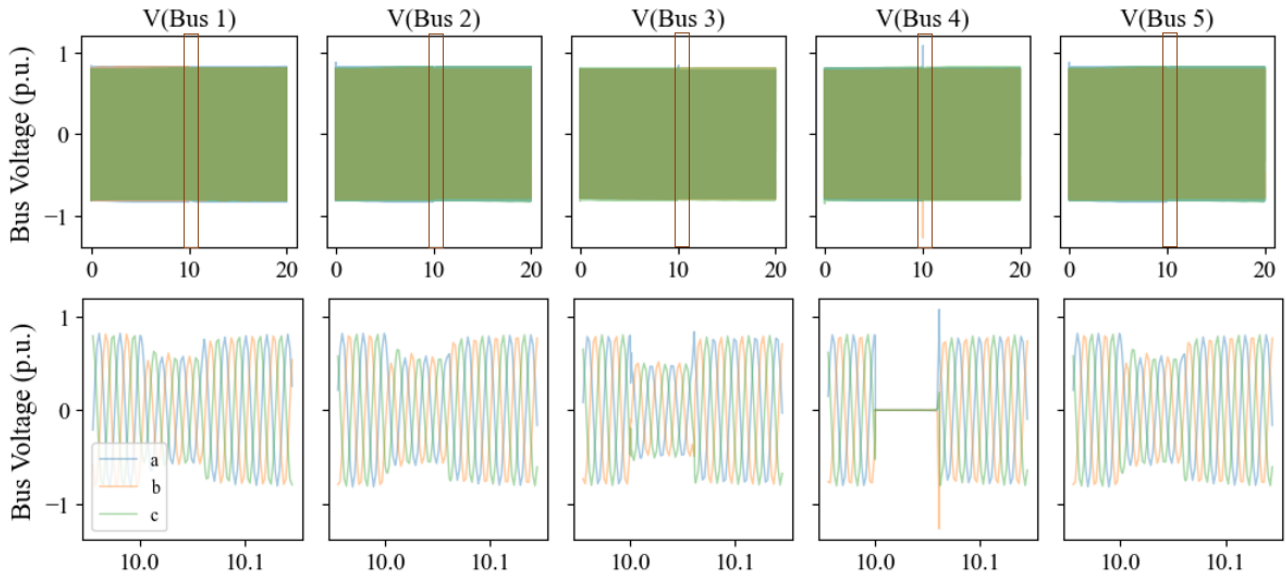 V(Bus 1) V(Bus 2) V(Bus 3) V(Bus 4) V(Bus 5)
Bus Voltage (p.u.)
1
0
-1
0 10 20 0 10 20 0 10 20 0 10 20 0 10 20
Bus Voltage (p.u.)
1
0
-1
a
b
c
10.0 10.1 10.0 10.1 10.0 10.1 10.0 10.1 10.0 10.1